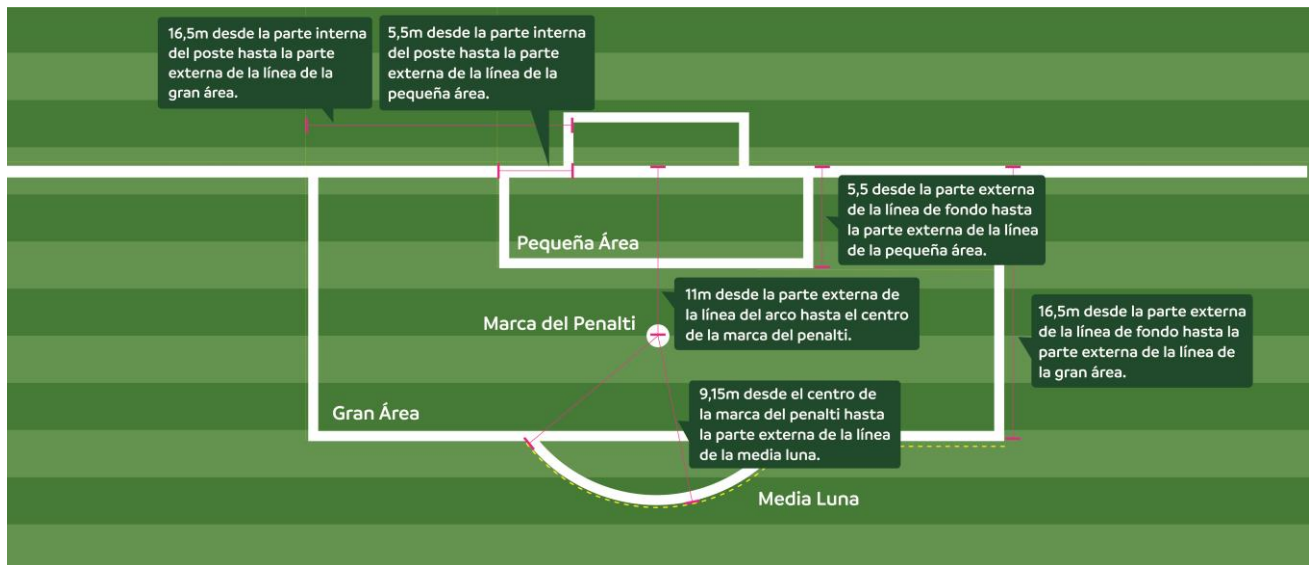 16,5m desde la parte interna
del poste hasta la parte
externa de la línea de la
gran área.
5,5m desde la parte interna
del poste hasta la parte
externa de la línea de la
pequeña área.
5,5 desde la parte externa
de la línea de fondo hasta
la parte externa de la línea
de la pequeña área.
Pequeña Área
11m desde la parte externa de
la línea del arco hasta el centro
de la marca del penalti.
Marca del Penalti
16,5m desde la parte externa
de la línea de fondo hasta la
parte externa de la línea de
la gran área.
9,15m desde el centro de
la marca del penalti hasta
la parte externa de la línea
de la media luna.
Gran Área
Media Luna